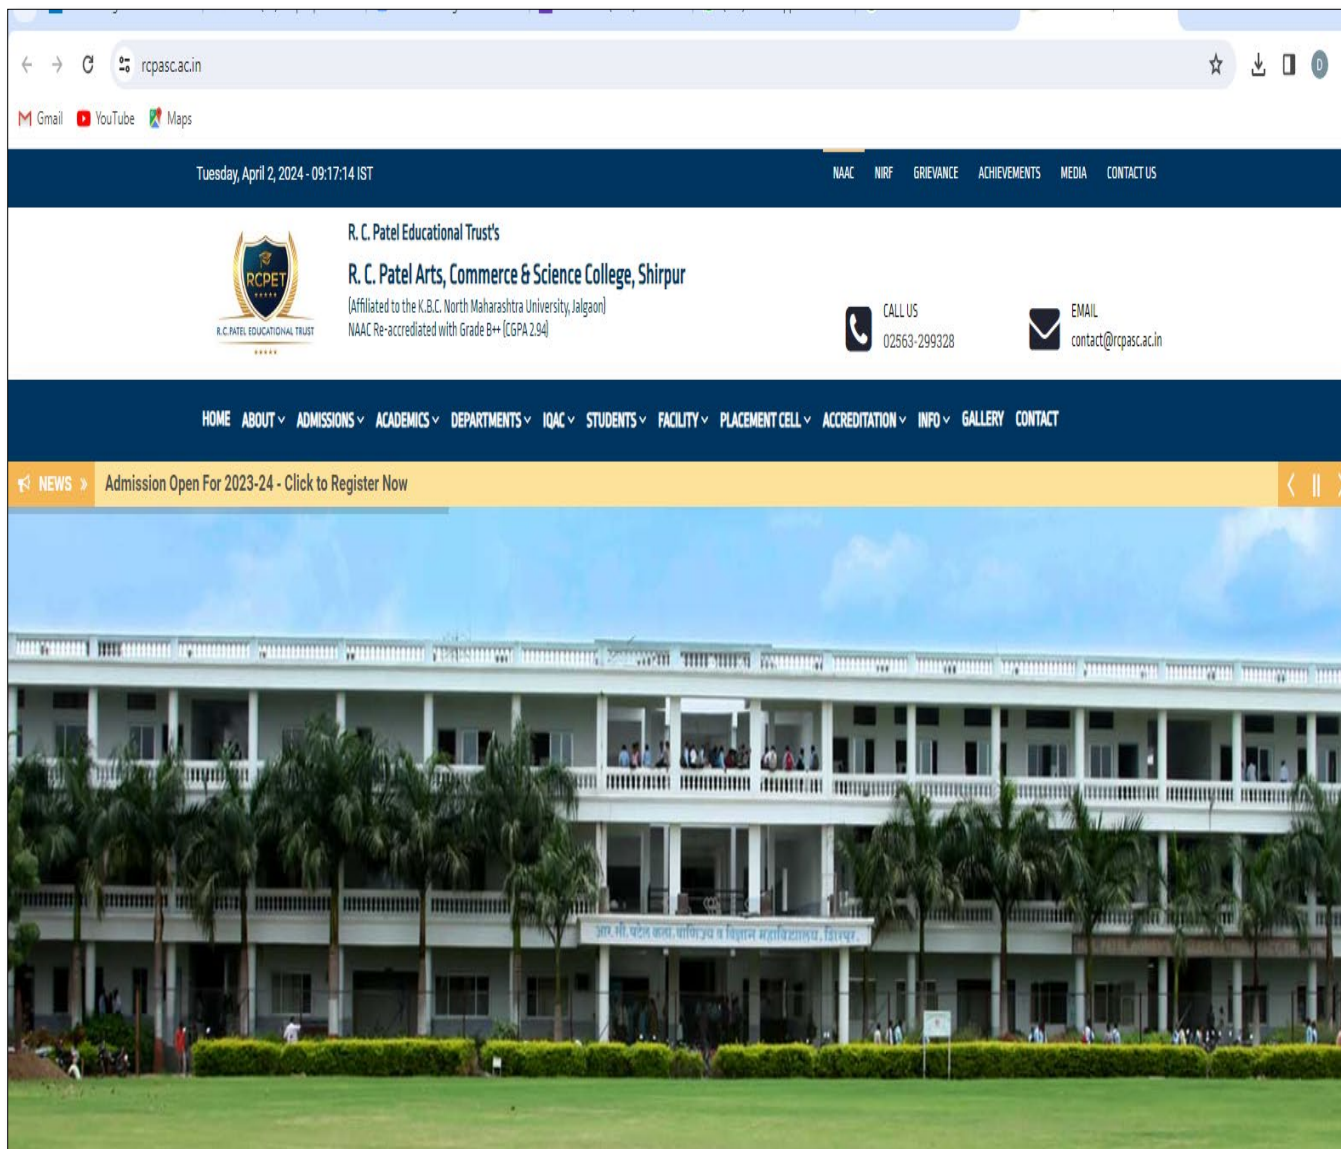 rcpasc.ac.in
D
Gmail YouTube Maps
Tuesday, April 2, 2024 - 09:17:14 IST
NAAC NIRF GRIEVANCE ACHIEVEMENTS MEDIA CONTACT US
RCPET
R.C.PATEL EDUCATIONAL TRUST
R. C. Patel Educational Trust's
R. C. Patel Arts, Commerce & Science College, Shirpur
(Affiliated to the K.B.C. North Maharashtra University, Jalgaon)
NAAC Re-accrediated with Grade B++ (CGPA 2.94)
CALL US
02563-299328
EMAIL
contact@rcpasc.ac.in
HOME ABOUT ADMISSIONS ACADEMICS DEPARTMENTS IQAC STUDENTS FACILITY PLACEMENT CELL ACCREDITATION INFO GALLERY CONTACT
NEWS Admission Open For 2023-24 - Click to Register Now
आर. सी. पटेल कला, वाणिज्य व विज्ञान महाविद्यालय, शिरपुर.